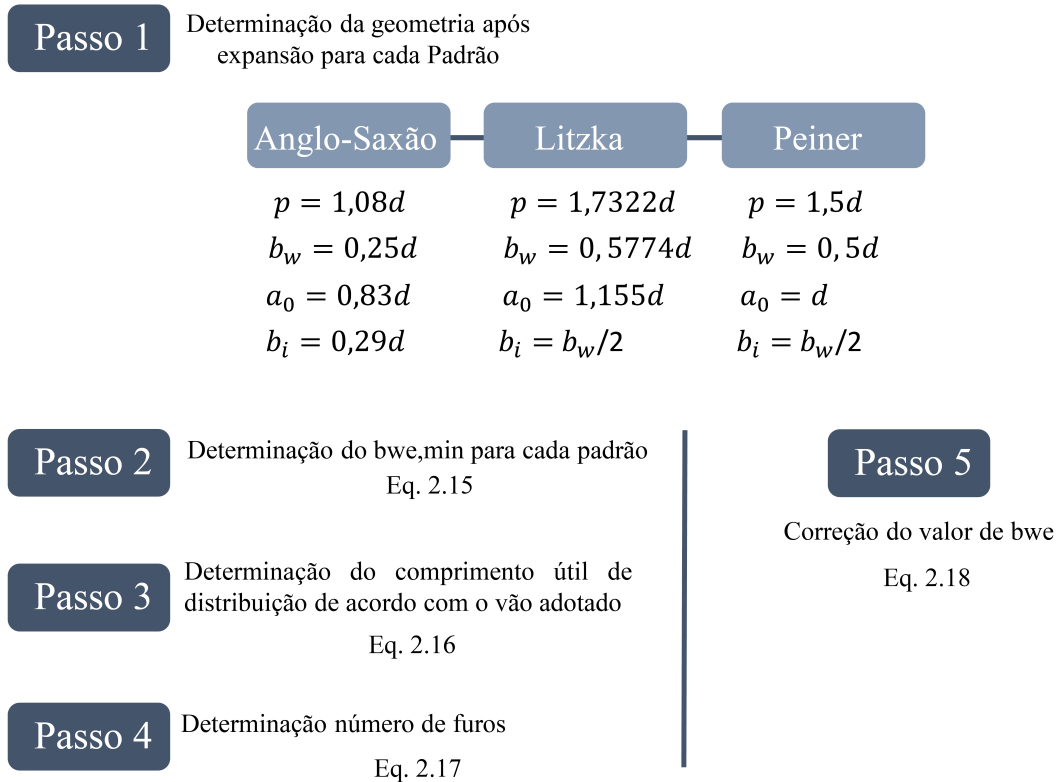 Passo 1
Determinação da geometria após
expansão para cada Padrão
Anglo-Saxão
Litzka
Peiner
p = 1,08d
p = 1,7322d
p = 1,5d
b_w = 0,25d
b_w = 0,5774d
b_w = 0,5d
a_0 = 0,83d
a_0 = 1,155d
a_0 = d
b_i = 0,29d
b_i = b_w/2
b_i = b_w/2
Passo 2
Determinação do bwe,min para cada padrão
Eq. 2.15
Passo 3
Determinação do comprimento útil de
distribuição de acordo com o vão adotado
Eq. 2.16
Passo 4
Determinação número de furos
Eq. 2.17
Passo 5
Correção do valor de bwe
Eq. 2.18